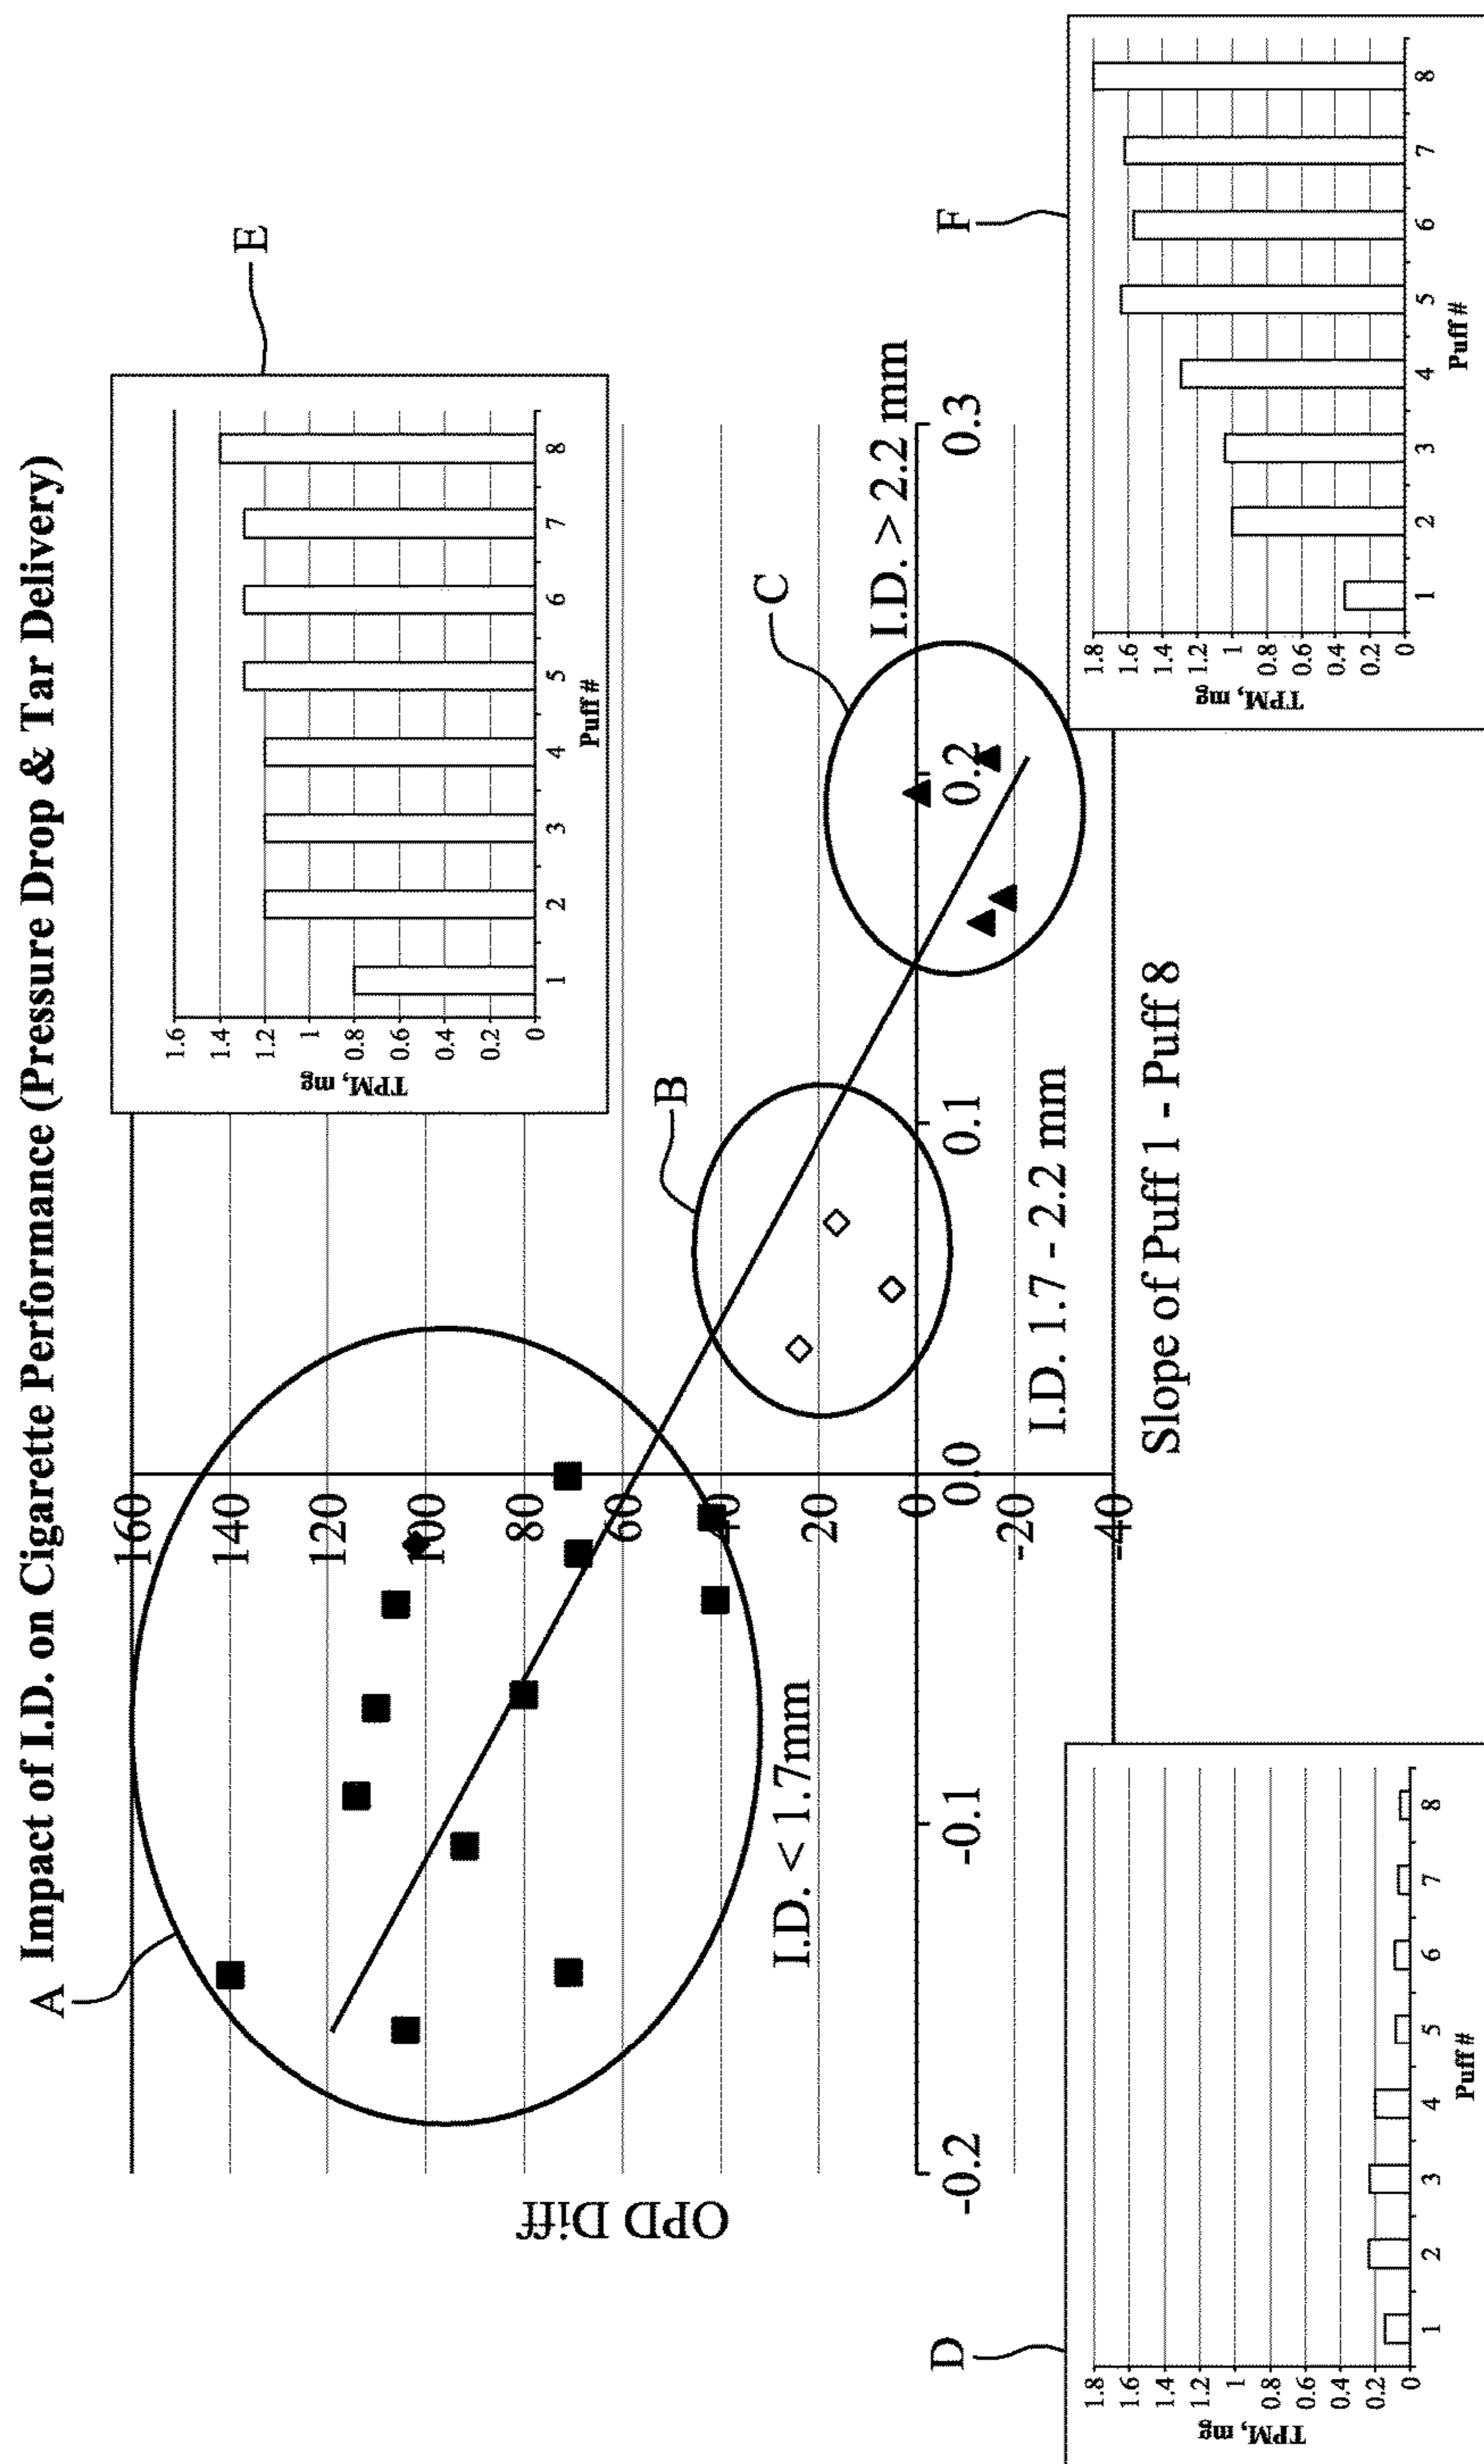 Impact of I.D. on Cigarette Performance (Pressure Drop & Tar Delivery)
A
E
TPM, mg
1.6
1.4
1.2
1
0.8
0.6
0.4
0.2
0
1 2 3 4 5 6 7 8
Puff #
OPD Diff
160
140
120
100
80
60
40
20
0
-20
-40
-0.2 -0.1 0.0 0.1 0.2 0.3
I.D. < 1.7mm
B
C
I.D. > 2.2 mm
I.D. 1.7 - 2.2 mm
Slope of Puff 1 - Puff 8
D
TPM, mg
1.8
1.6
1.4
1.2
1
0.8
0.6
0.4
0.2
0
1 2 3 4 5 6 7 8
Puff #
F
TPM, mg
1.8
1.6
1.4
1.2
1
0.8
0.6
0.4
0.2
0
1 2 3 4 5 6 7 8
Puff #